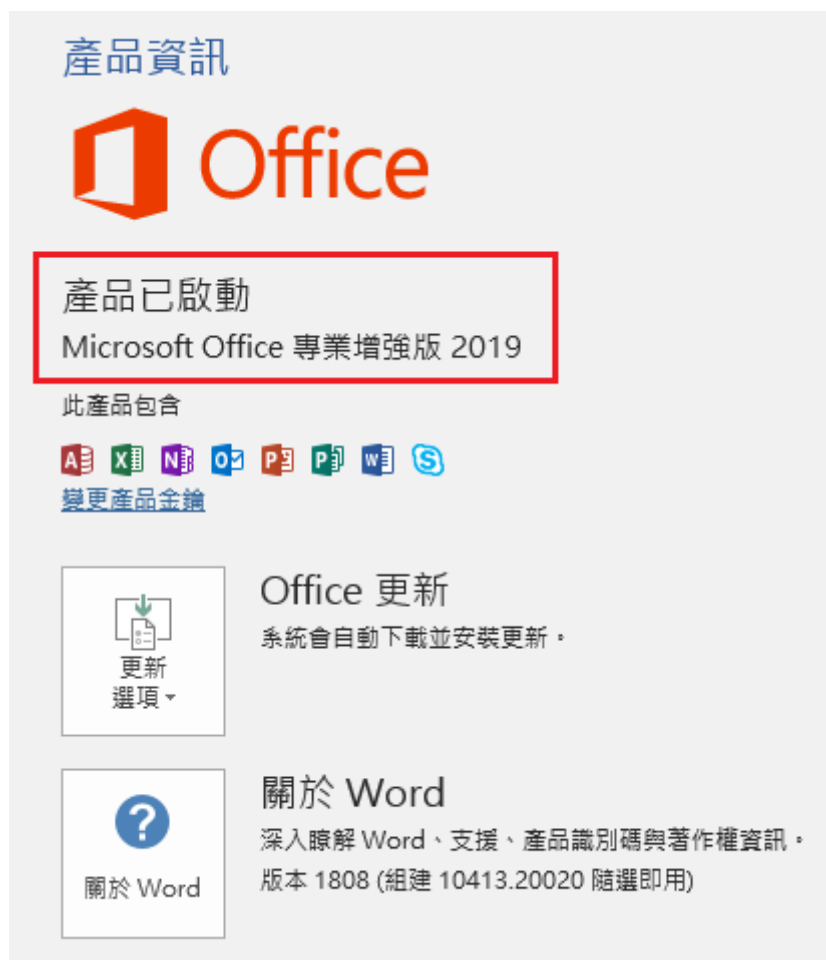 產品資訊
Office
產品已啟動
Microsoft Office 專業增強版 2019
此產品包含
變更產品金鑰
Office 更新
系統會自動下載並安裝更新。
更新
選項
關於 Word
深入瞭解 Word、支援、產品識別碼與著作權資訊。
版本 1808 (組建 10413.20020 隨選即用)
關於 Word